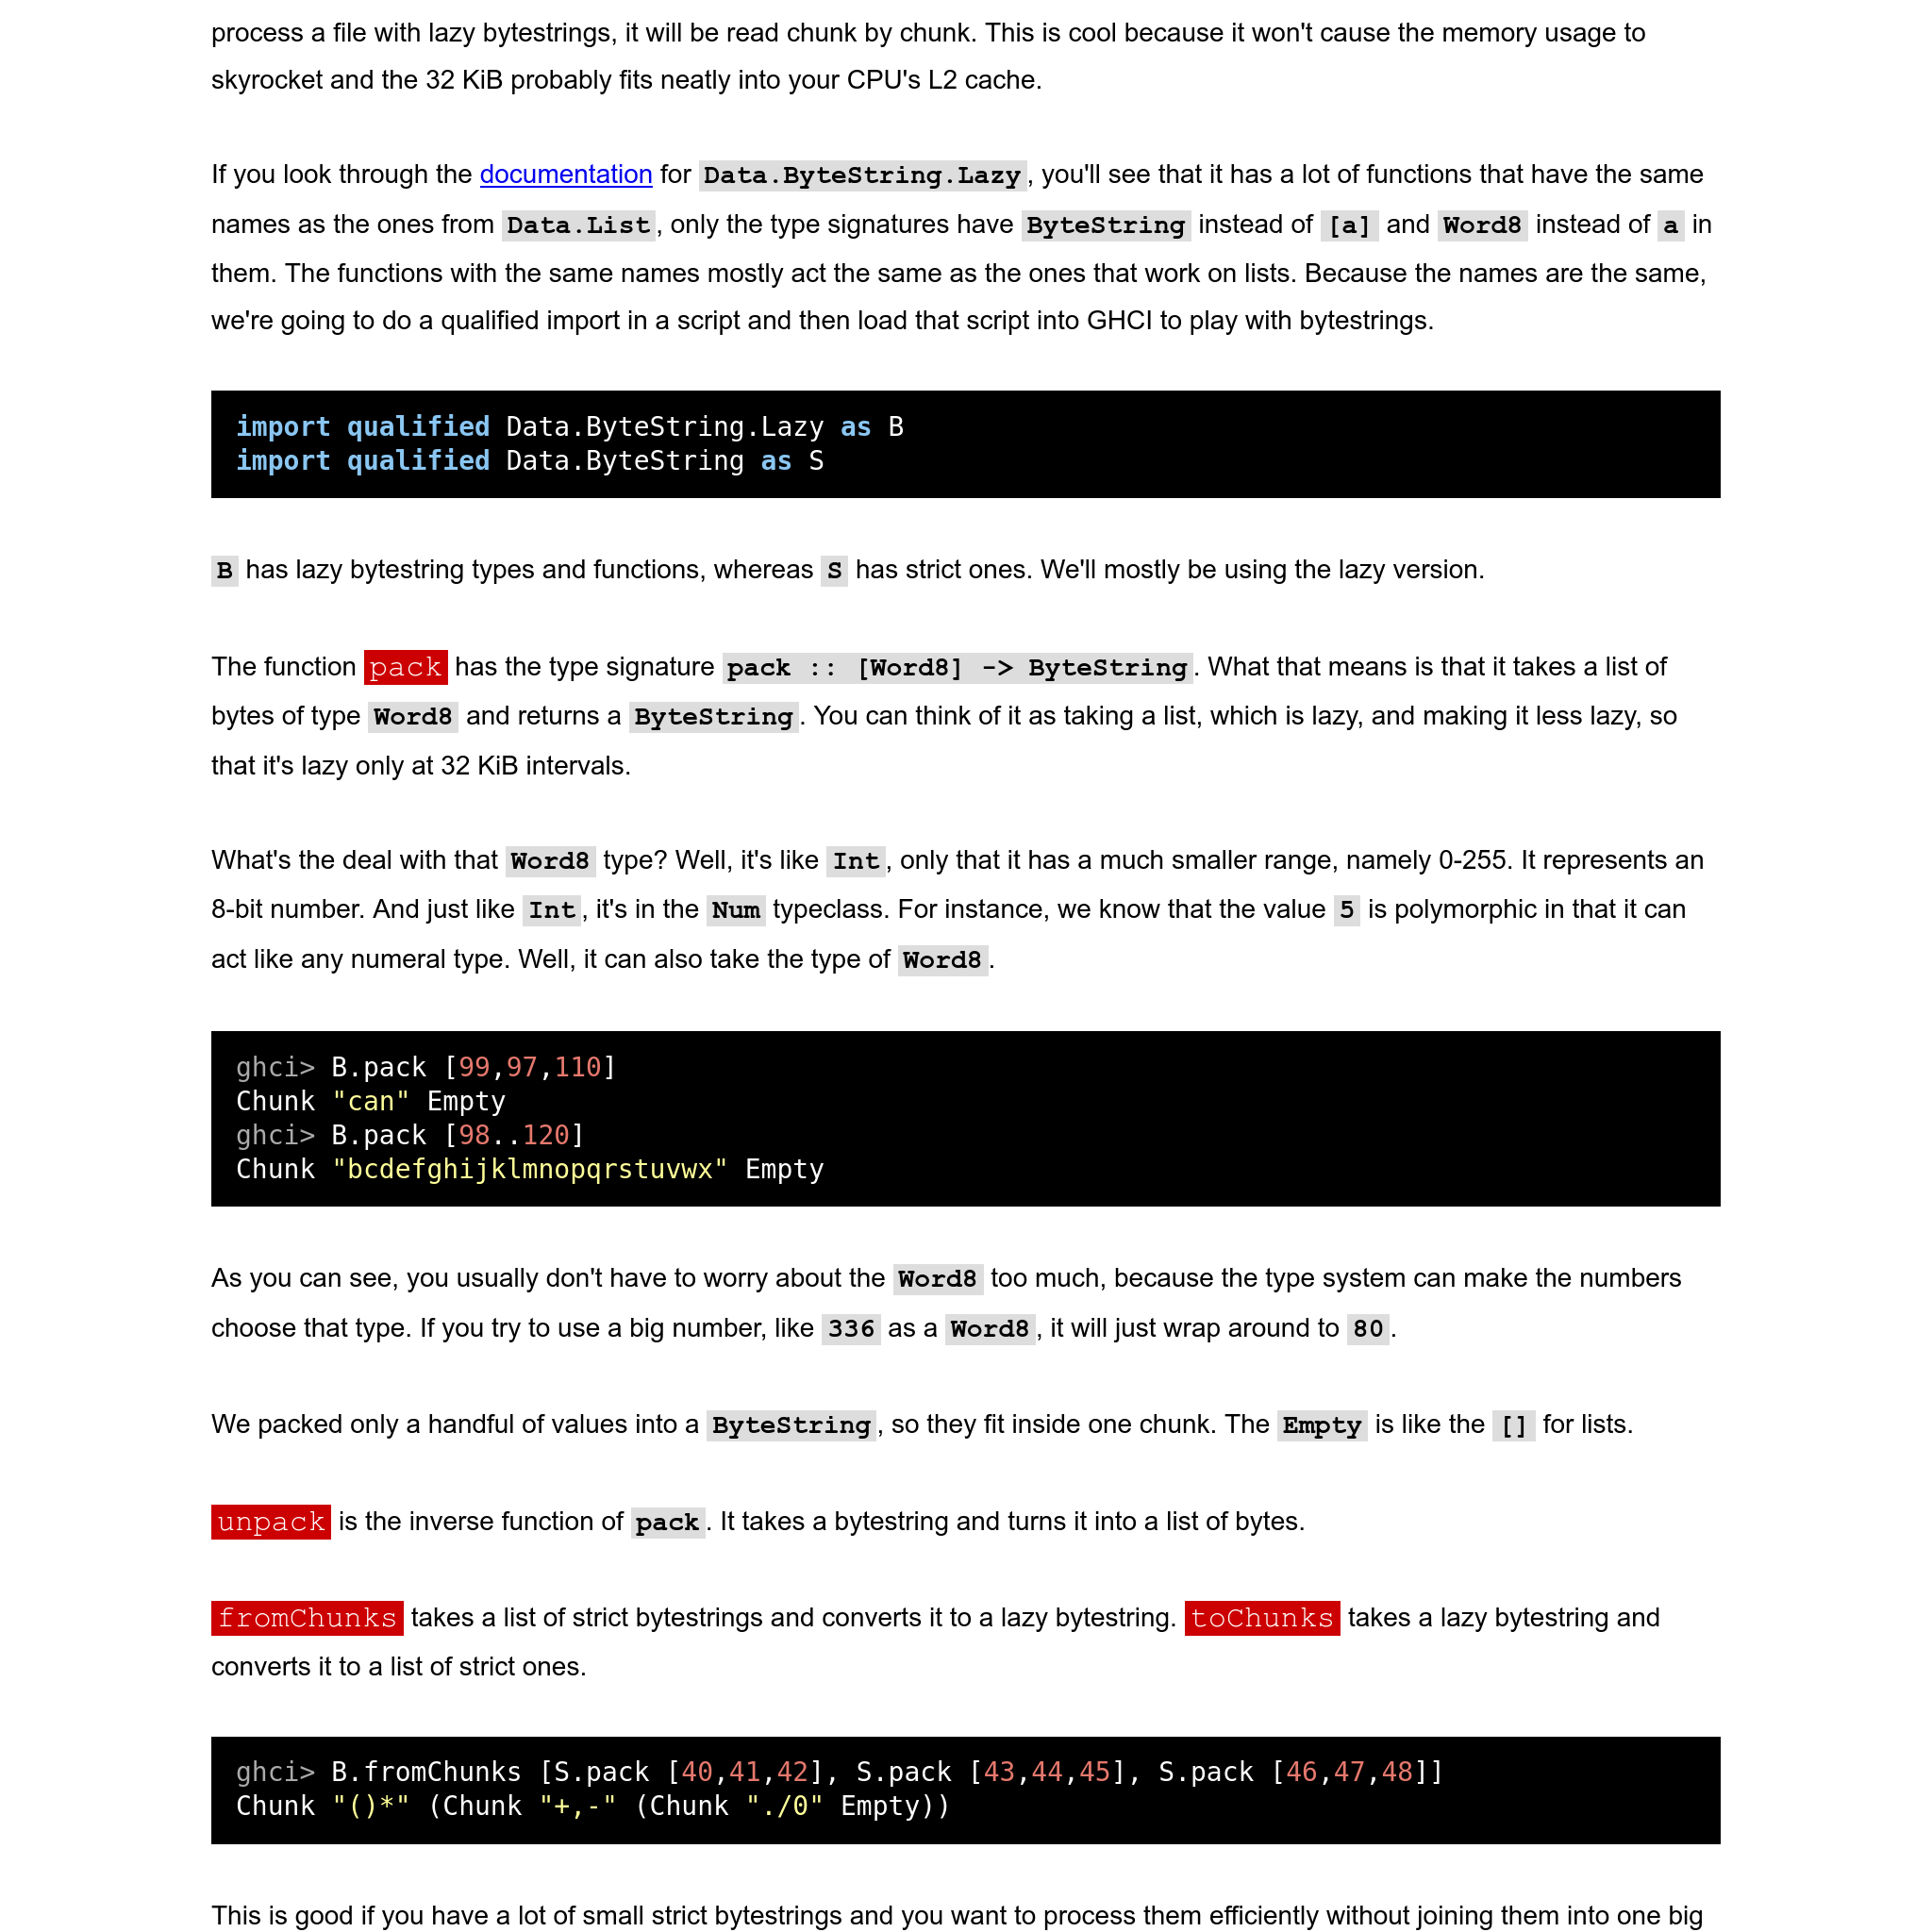 process a file with lazy bytestrings, it will be read chunk by chunk. This is cool because it won't cause the memory usage to
skyrocket and the 32 KiB probably fits neatly into your CPU's L2 cache.
If you look through the documentation for Data.ByteString.Lazy, you'll see that it has a lot of functions that have the same
names as the ones from Data.List, only the type signatures have ByteString instead of [a] and Word8 instead of a in
them. The functions with the same names mostly act the same as the ones that work on lists. Because the names are the same,
we're going to do a qualified import in a script and then load that script into GHCI to play with bytestrings.
import qualified Data.ByteString.Lazy as B
import qualified Data.ByteString as S
B has lazy bytestring types and functions, whereas S has strict ones. We'll mostly be using the lazy version.
The function pack has the type signature pack :: [Word8] -> ByteString. What that means is that it takes a list of
bytes of type Word8 and returns a ByteString. You can think of it as taking a list, which is lazy, and making it less lazy, so
that it's lazy only at 32 KiB intervals.
What's the deal with that Word8 type? Well, it's like Int, only that it has a much smaller range, namely 0-255. It represents an
8-bit number. And just like Int, it's in the Num typeclass. For instance, we know that the value 5 is polymorphic in that it can
act like any numeral type. Well, it can also take the type of Word8.
ghci> B.pack [99,97,110]
Chunk "can" Empty
ghci> B.pack [98..120]
Chunk "bcdefghijklmnopqrstuvwx" Empty
As you can see, you usually don't have to worry about the Word8 too much, because the type system can make the numbers
choose that type. If you try to use a big number, like 336 as a Word8, it will just wrap around to 80.
We packed only a handful of values into a ByteString, so they fit inside one chunk. The Empty is like the [] for lists.
unpack is the inverse function of pack. It takes a bytestring and turns it into a list of bytes.
fromChunks takes a list of strict bytestrings and converts it to a lazy bytestring. toChunks takes a lazy bytestring and
converts it to a list of strict ones.
ghci> B.fromChunks [S.pack [40,41,42], S.pack [43,44,45], S.pack [46,47,48]]
Chunk "()*" (Chunk "+,-" (Chunk "./0" Empty))
This is good if you have a lot of small strict bytestrings and you want to process them efficiently without joining them into one big